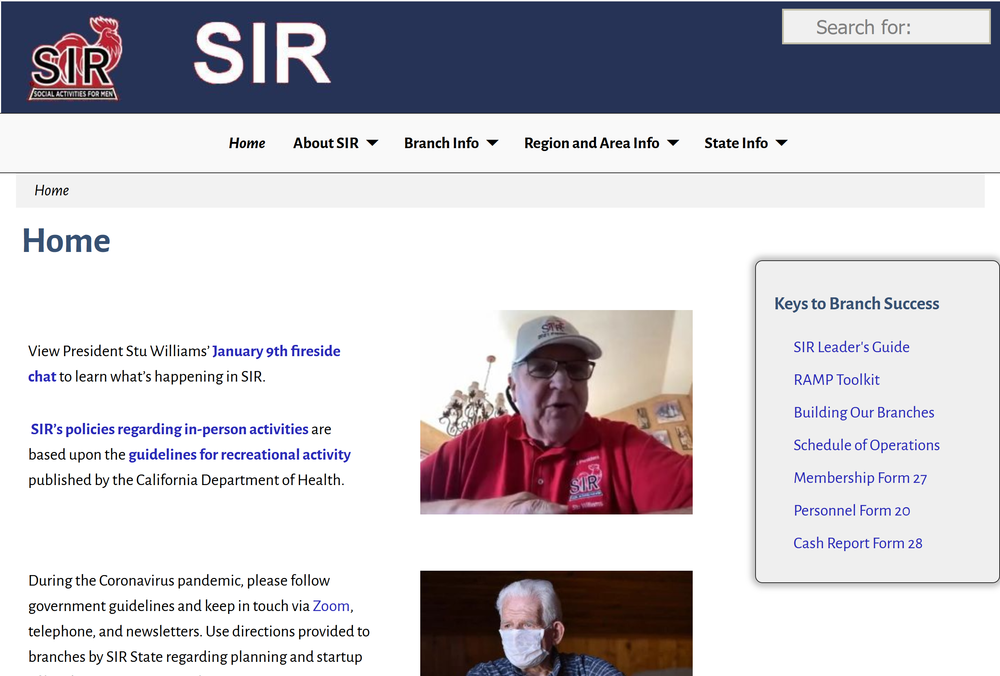 SIR
SOCIAL ACTIVITIES FOR MEN
SIR
Search for:
Home
About SIR
Branch Info
Region and Area Info
State Info
Home
Home
View President Stu Williams’ January 9th fireside
chat to learn what’s happening in SIR.
SIR’s policies regarding in-person activities are
based upon the guidelines for recreational activity
published by the California Department of Health.
SIR
SIR
Stu Williams
Keys to Branch Success
SIR Leader's Guide
RAMP Toolkit
Building Our Branches
Schedule of Operations
Membership Form 27
Personnel Form 20
Cash Report Form 28
During the Coronavirus pandemic, please follow
government guidelines and keep in touch via Zoom,
telephone, and newsletters. Use directions provided to
branches by SIR State regarding planning and startup